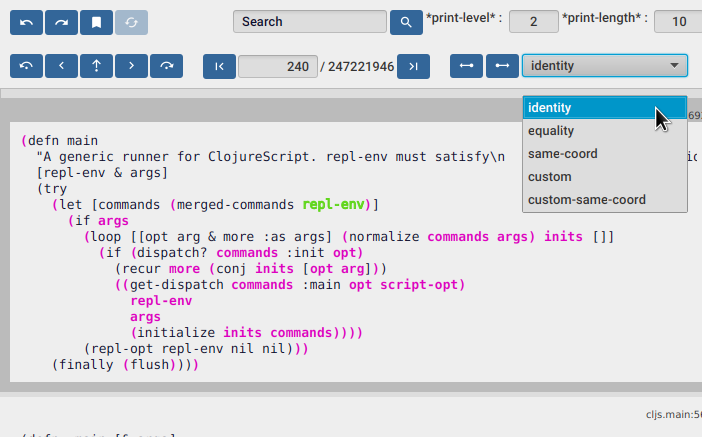 Search *print-level* : 2 *print-length* : 10
240 / 247221946 identity
identity
equality
same-coord
custom
custom-same-coord
(defn main
"A generic runner for ClojureScript. repl-env must satisfy\n
[repl-env & args]
(try
(let [commands (merged-commands repl-env)]
(if args
(loop [[opt arg & more :as args] (normalize commands args) inits []]
(if (dispatch? commands :init opt)
(recur more (conj inits [opt arg]))
((get-dispatch commands :main opt script-opt)
repl-env
args
(initialize inits commands))))
(repl-opt repl-env nil nil)))
(finally (flush))))